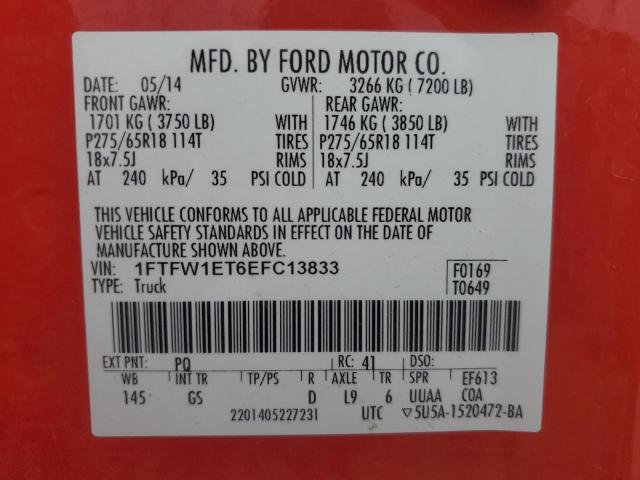 MFD. BY FORD MOTOR CO.
DATE: 05/14 GVWR: 3266 KG ( 7200 LB)
FRONT GAWR: REAR GAWR:
1701 KG ( 3750 LB) WITH 1746 KG ( 3850 LB) WITH
P275/65R18 114T TIRES P275/65R18 114T TIRES
18x7.5J RIMS 18x7.5J RIMS
AT 240 kPa/ 35 PSI COLD AT 240 kPa/ 35 PSI COLD
THIS VEHICLE CONFORMS TO ALL APPLICABLE FEDERAL MOTOR
VEHICLE SAFETY STANDARDS IN EFFECT ON THE DATE OF
MANUFACTURE SHOWN ABOVE.
VIN: 1FTFW1ET6EFC13833 F0169
TYPE: Truck T0649
EXT PNT: PQ RC: 41 DSO:
WB INT TR TP/PS R AXLE TR SPR EF613
145 GS D L9 6 UUAA COA
2201405227231 UTC ▽5U5A-1520472-BA